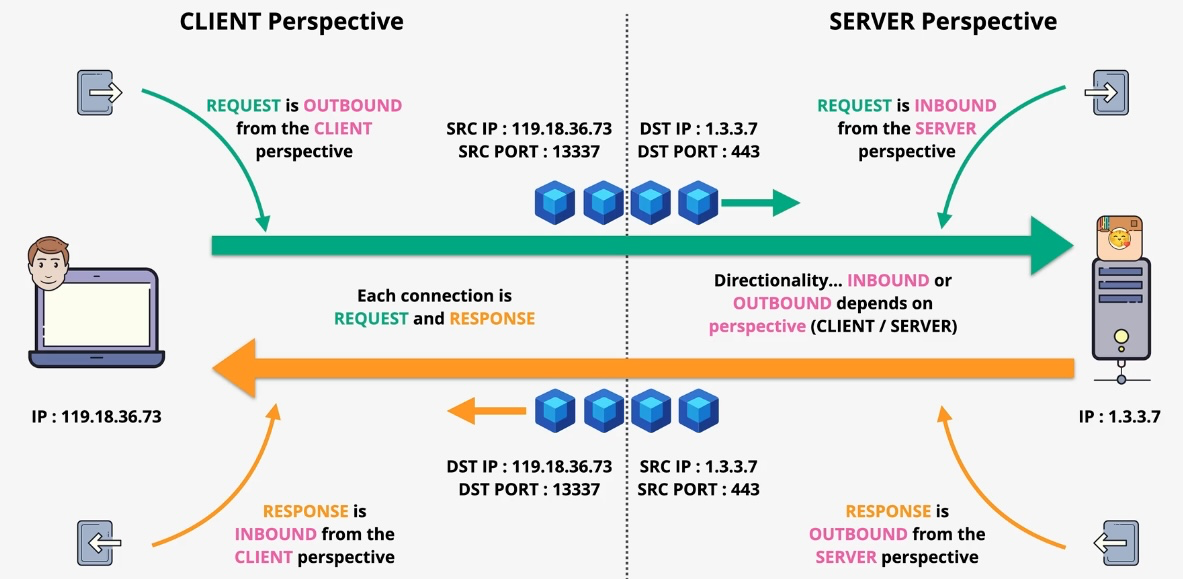 CLIENT Perspective
SERVER Perspective
REQUEST is OUTBOUND
from the CLIENT
perspective
SRC IP : 119.18.36.73
SRC PORT : 13337
DST IP : 1.3.3.7
DST PORT : 443
REQUEST is INBOUND
from the SERVER
perspective
Each connection is
REQUEST and RESPONSE
Directionality... INBOUND or
OUTBOUND depends on
perspective (CLIENT / SERVER)
IP : 119.18.36.73
IP : 1.3.3.7
DST IP : 119.18.36.73
DST PORT : 13337
SRC IP : 1.3.3.7
SRC PORT : 443
RESPONSE is
INBOUND from the
CLIENT perspective
RESPONSE is
OUTBOUND from the
SERVER perspective